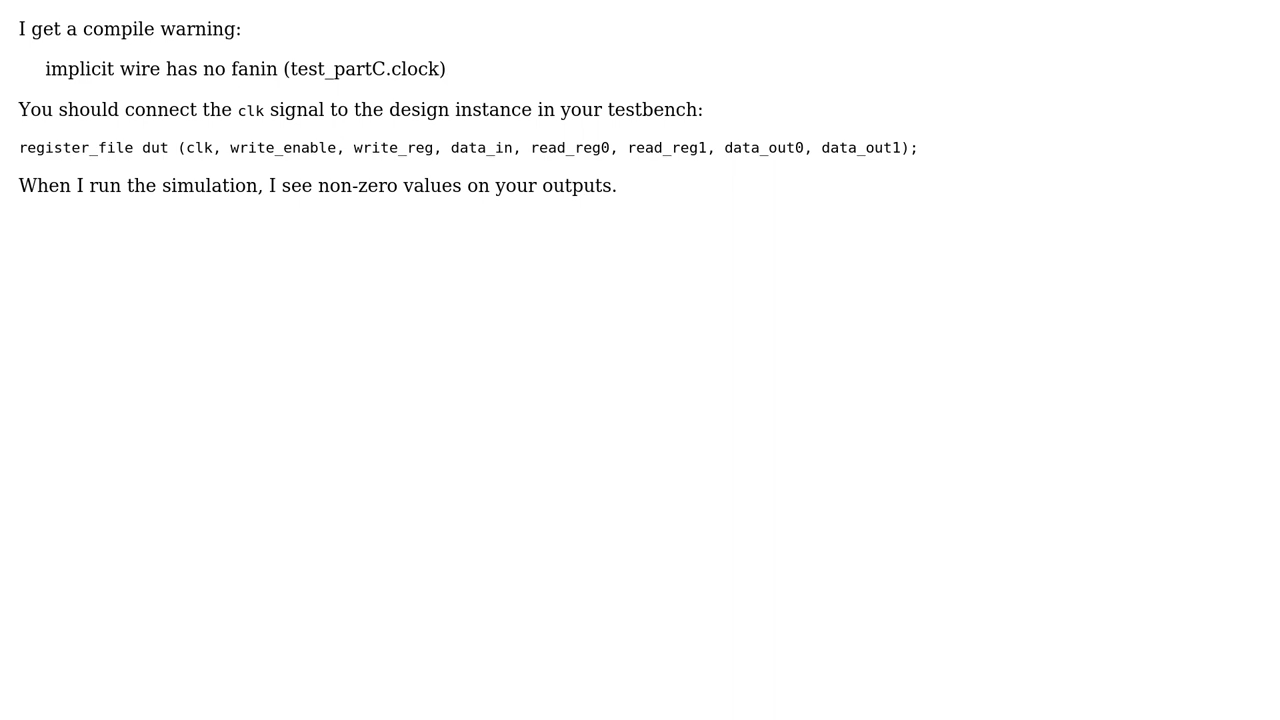 I get a compile warning:
implicit wire has no fanin (test_partC.clock)
You should connect the clk signal to the design instance in your testbench:
register_file dut (clk, write_enable, write_reg, data_in, read_reg0, read_reg1, data_out0, data_out1);
When I run the simulation, I see non-zero values on your outputs.